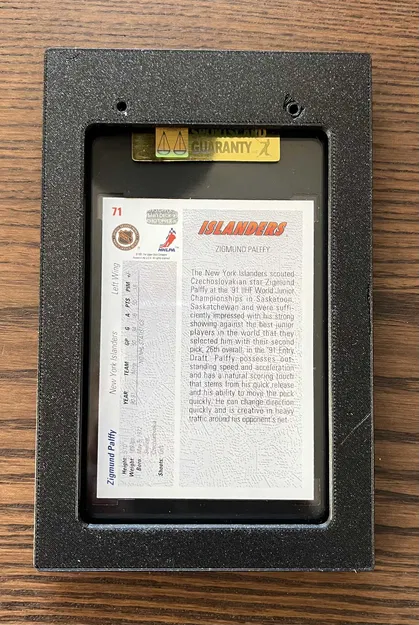 SPORTSCARD
GUARANTY
71
ISLANDERS
ZIGMUND PALFFY
The New York Islanders scouted
Czechoslovakian star Zigmund
Palffy at the '91 IIHF World Junior
Championships in Saskatoon,
Saskatchewan and were suffi-
ciently impressed with his strong
showing against the best junior
players in the world that they
selected him with their second
pick, 26th overall, in the '91 Entry
Draft. Palffy possesses out-
standing speed and acceleration
and has a natural scoring touch
that stems from his quick release
and his ability to move the puck
quickly. He can change direction
quickly and is creative in heavy
traffic around his opponent's net.
Zigmund Palffy New York Islanders Left Wing
Height:
Weight:
Born:
Shoots:
YEAR TEAM GP G A PTS PIM +/-
NHLPA